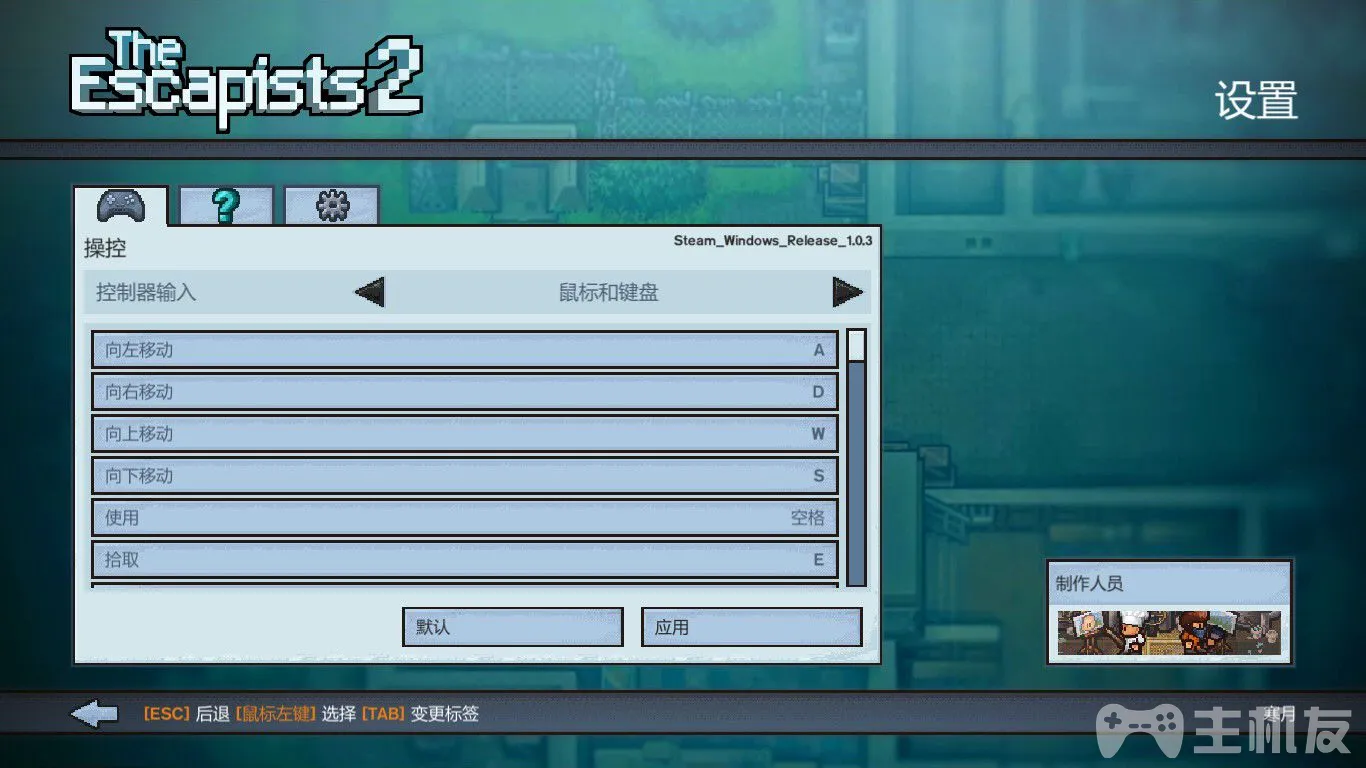 The Escapists 2
设置
操控
Steam_Windows_Release_1.0.3
控制器输入 鼠标和键盘
向左移动 A
向右移动 D
向上移动 W
向下移动 S
使用 空格
拾取 E
默认 应用
制作人员
[ESC] 后退 [鼠标左键] 选择 [TAB] 变更标签
寒月
主机友